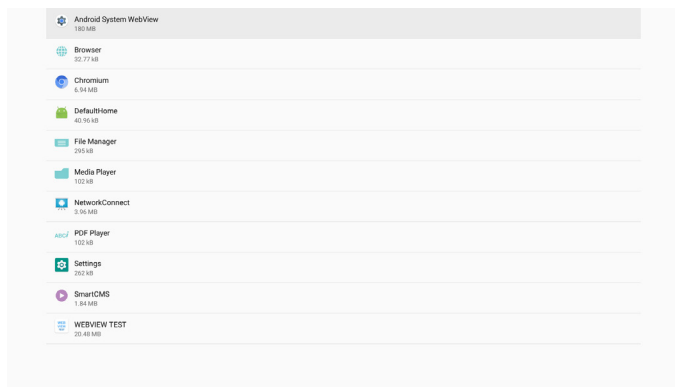 Android System WebView
180 MB
Browser
32.77 kB
Chromium
6.94 MB
DefaultHome
40.96 kB
File Manager
295 kB
Media Player
102 kB
NetworkConnect
3.96 MB
PDF Player
102 kB
Settings
262 kB
SmartCMS
1.84 MB
WEBVIEW TEST
20.48 MB